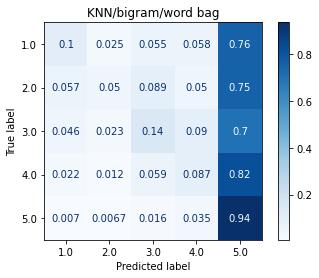 KNN/bigram/word bag
1.0 0.1 0.025 0.055 0.058 0.76
2.0 0.057 0.05 0.089 0.05 0.75
3.0 0.046 0.023 0.14 0.09 0.7
4.0 0.022 0.012 0.059 0.087 0.82
5.0 0.007 0.0067 0.016 0.035 0.94
1.0 2.0 3.0 4.0 5.0
Predicted label
True label
0.8
0.6
0.4
0.2